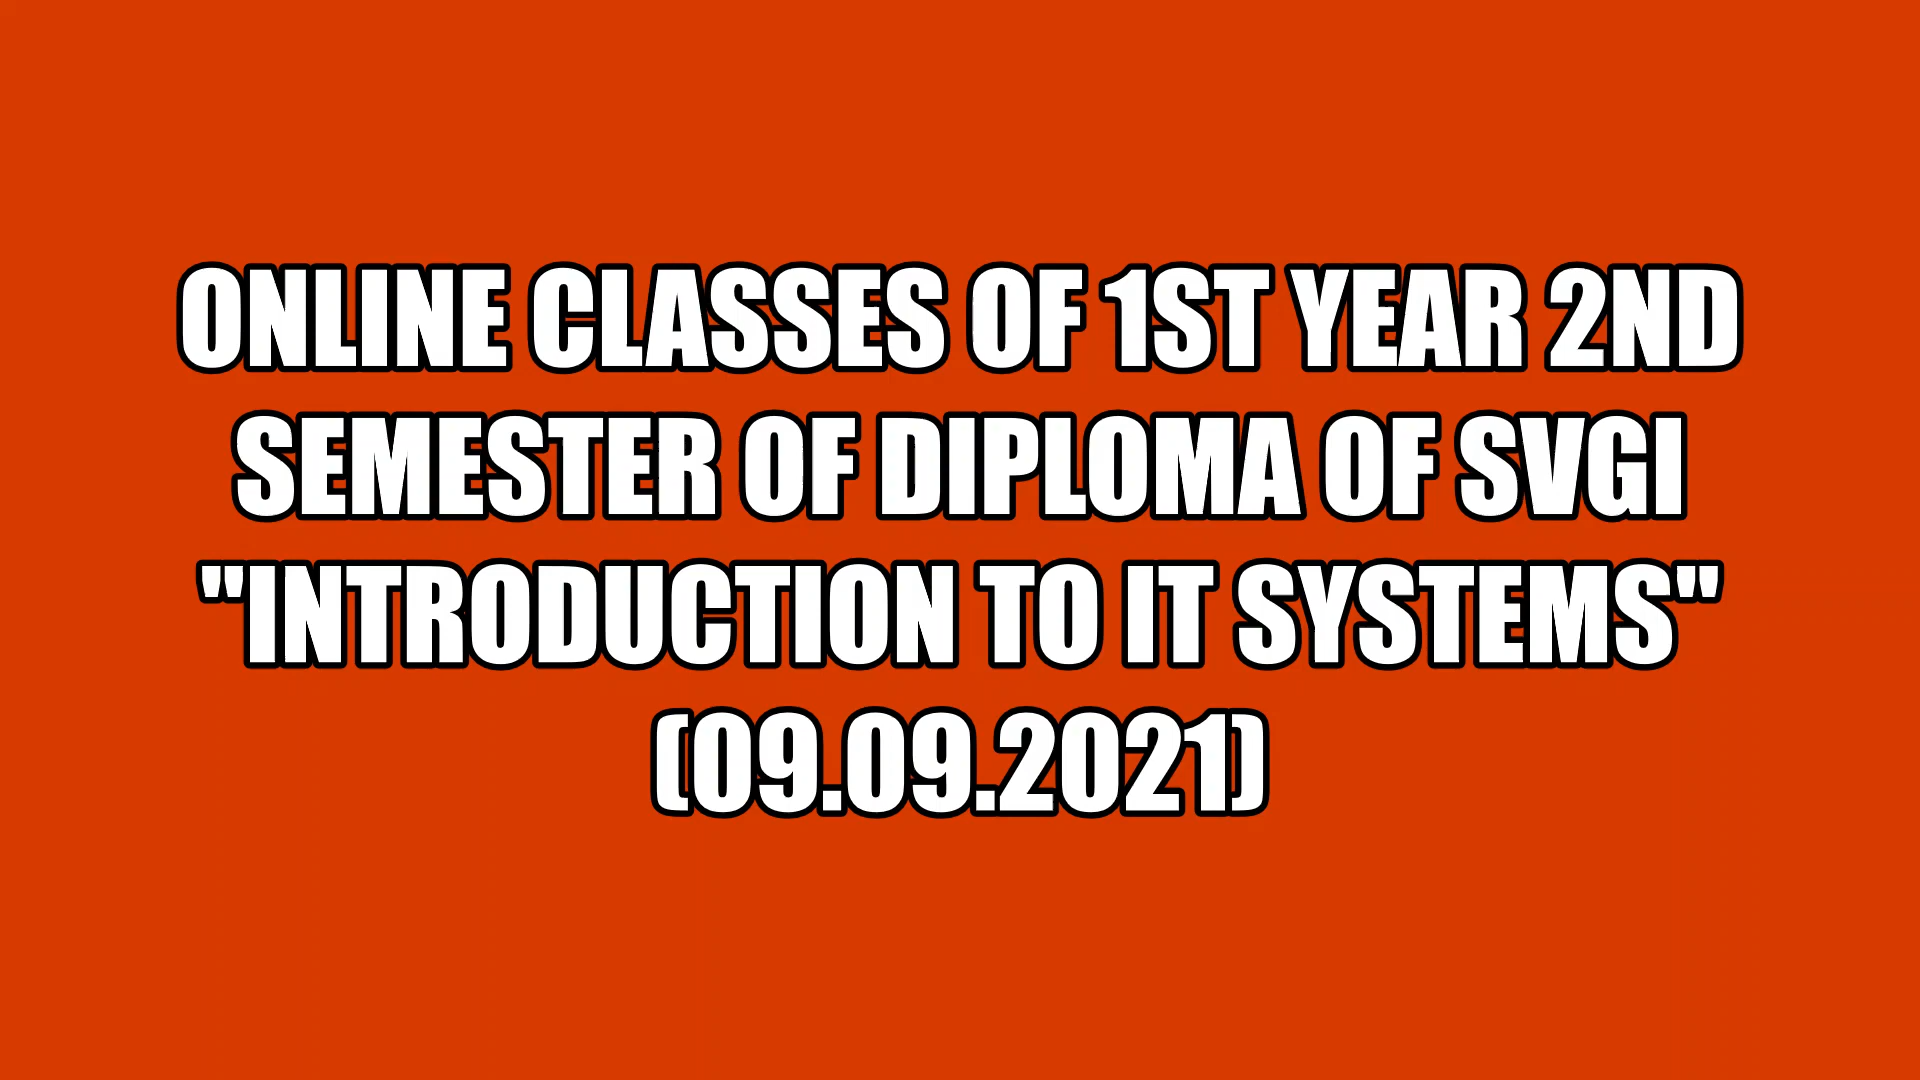 ONLINE CLASSES OF 1ST YEAR 2ND
SEMESTER OF DIPLOMA OF SVGI
"INTRODUCTION TO IT SYSTEMS"
(09.09.2021)